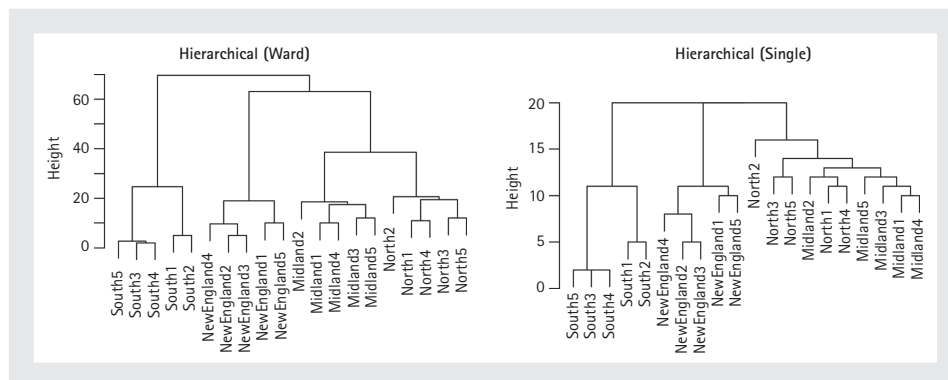 Hierarchical (Ward)
Height
60
40
20
0
South5
South3
South4
South1
South2
NewEngland4
NewEngland2
NewEngland3
NewEngland1
NewEngland5
Midland2
Midland1
Midland4
Midland3
Midland5
North2
North1
North4
North3
North5
Hierarchical (Single)
Height
20
15
10
5
0
South5
South3
South4
South1
South2
NewEngland4
NewEngland2
NewEngland3
NewEngland1
NewEngland5
North2
North3
North5
Midland2
North1
North4
Midland5
Midland3
Midland1
Midland4